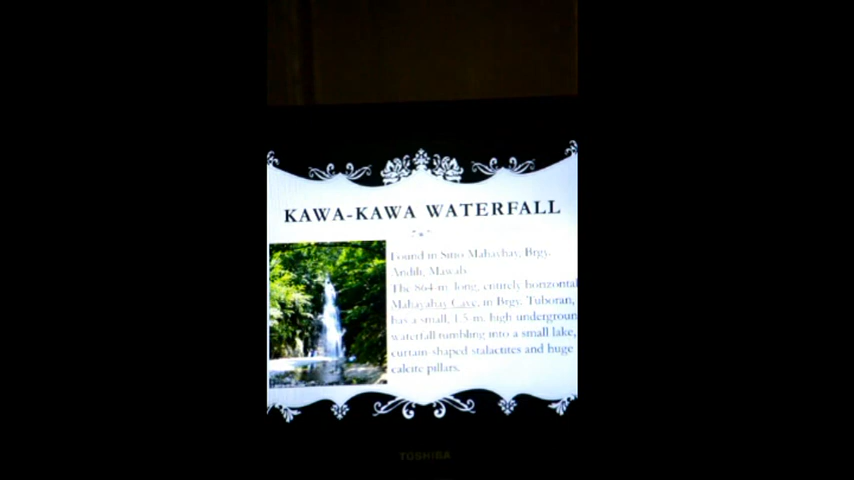 KAWA-KAWA WATERFALL
Found in Sitio Mahayhay, Brgy.
Andili, Mawab.
The 864-m. long, entirely horizontal
Mahayahay Cave, in Brgy. Tuboran,
has a small, 1.5-m. high undergroun
waterfall tumbling into a small lake,
curtain-shaped stalactites and huge
calcite pillars.
TOSHIBA